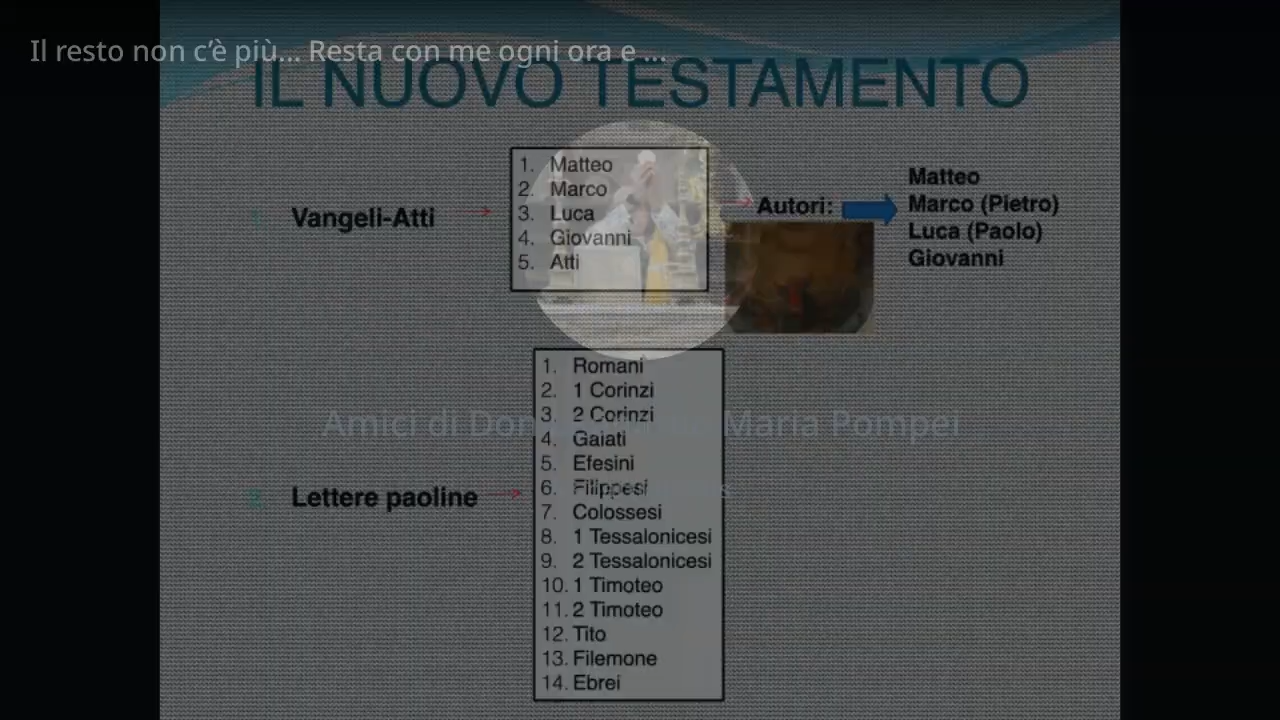 Il resto non c’è più... Resta con me ogni ora e ...
IL NUOVO TESTAMENTO
Vangeli-Atti
1. Matteo
2. Marco
3. Luca
4. Giovanni
5. Atti
Autori:
Matteo
Marco (Pietro)
Luca (Paolo)
Giovanni
Amici di Don Maria Pompei
Lettere paoline
1. Romani
2. 1 Corinzi
3. 2 Corinzi
4. Gaiati
5. Efesini
6. Filippesi
7. Colossesi
8. 1 Tessalonicesi
9. 2 Tessalonicesi
10. 1 Timoteo
11. 2 Timoteo
12. Tito
13. Filemone
14. Ebrei